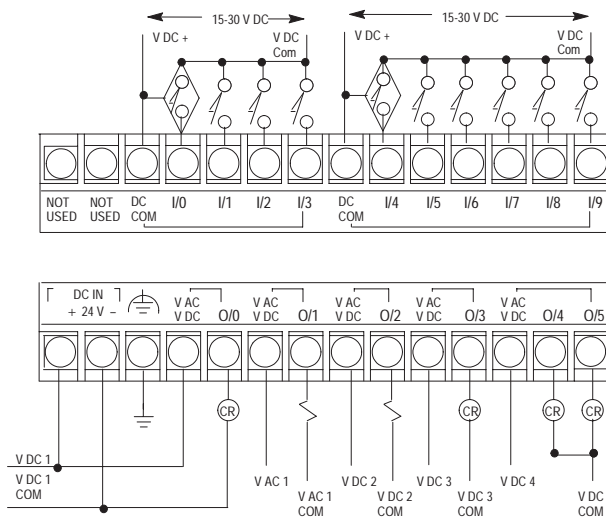 15-30 V DC
15-30 V DC
V DC +
V DC
Com
V DC +
V DC
Com
NOT
USED
NOT
USED
DC
COM
I/0
I/1
I/2
I/3
DC
COM
I/4
I/5
I/6
I/7
I/8
I/9
DC IN
+ 24 V –
V AC
V DC
O/0
V AC
V DC
O/1
V AC
V DC
O/2
V AC
V DC
O/3
V AC
V DC
O/4
O/5
CR
CR
CR
CR
V DC 1
V DC 1
COM
V AC 1
V AC 1
COM
V DC 2
V DC 2
COM
V DC 3
V DC 3
COM
V DC 4
V DC
COM